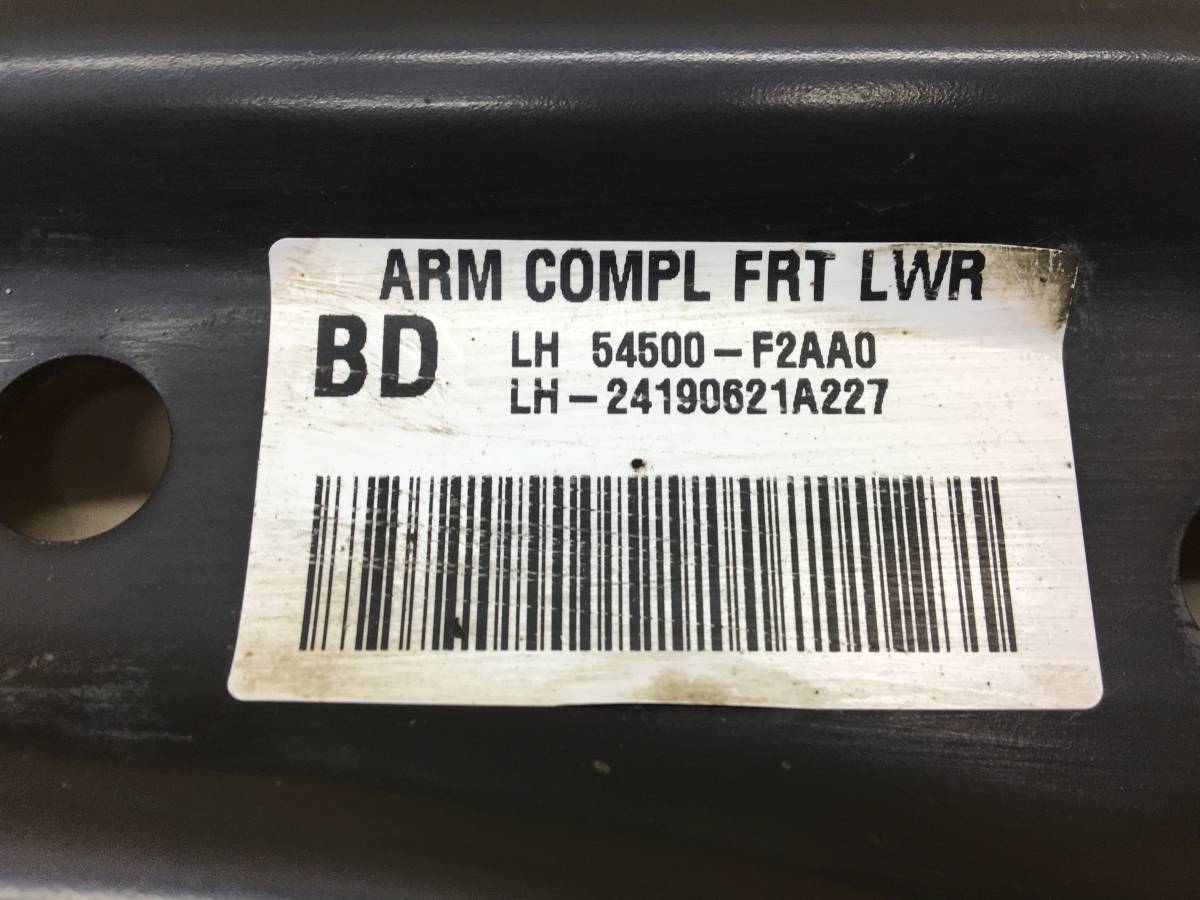 ARM COMPL FRT LWR
BD
LH 54500-F2AA0
LH-24190621A227